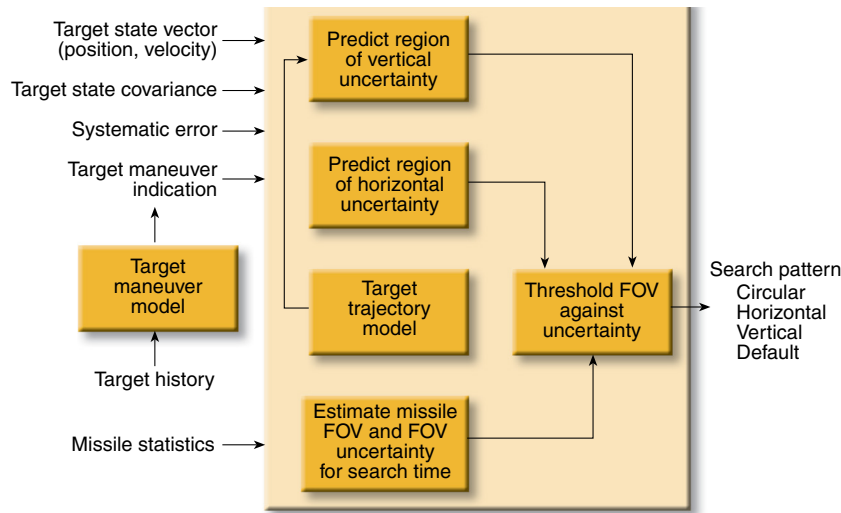 Target state vector
(position, velocity)
Target state covariance
Systematic error
Target maneuver
indication
Target
maneuver
model
Target history
Missile statistics
Predict region
of vertical
uncertainty
Predict region
of horizontal
uncertainty
Target
trajectory
model
Estimate missile
FOV and FOV
uncertainty
for search time
Threshold FOV
against
uncertainty
Search pattern
Circular
Horizontal
Vertical
Default